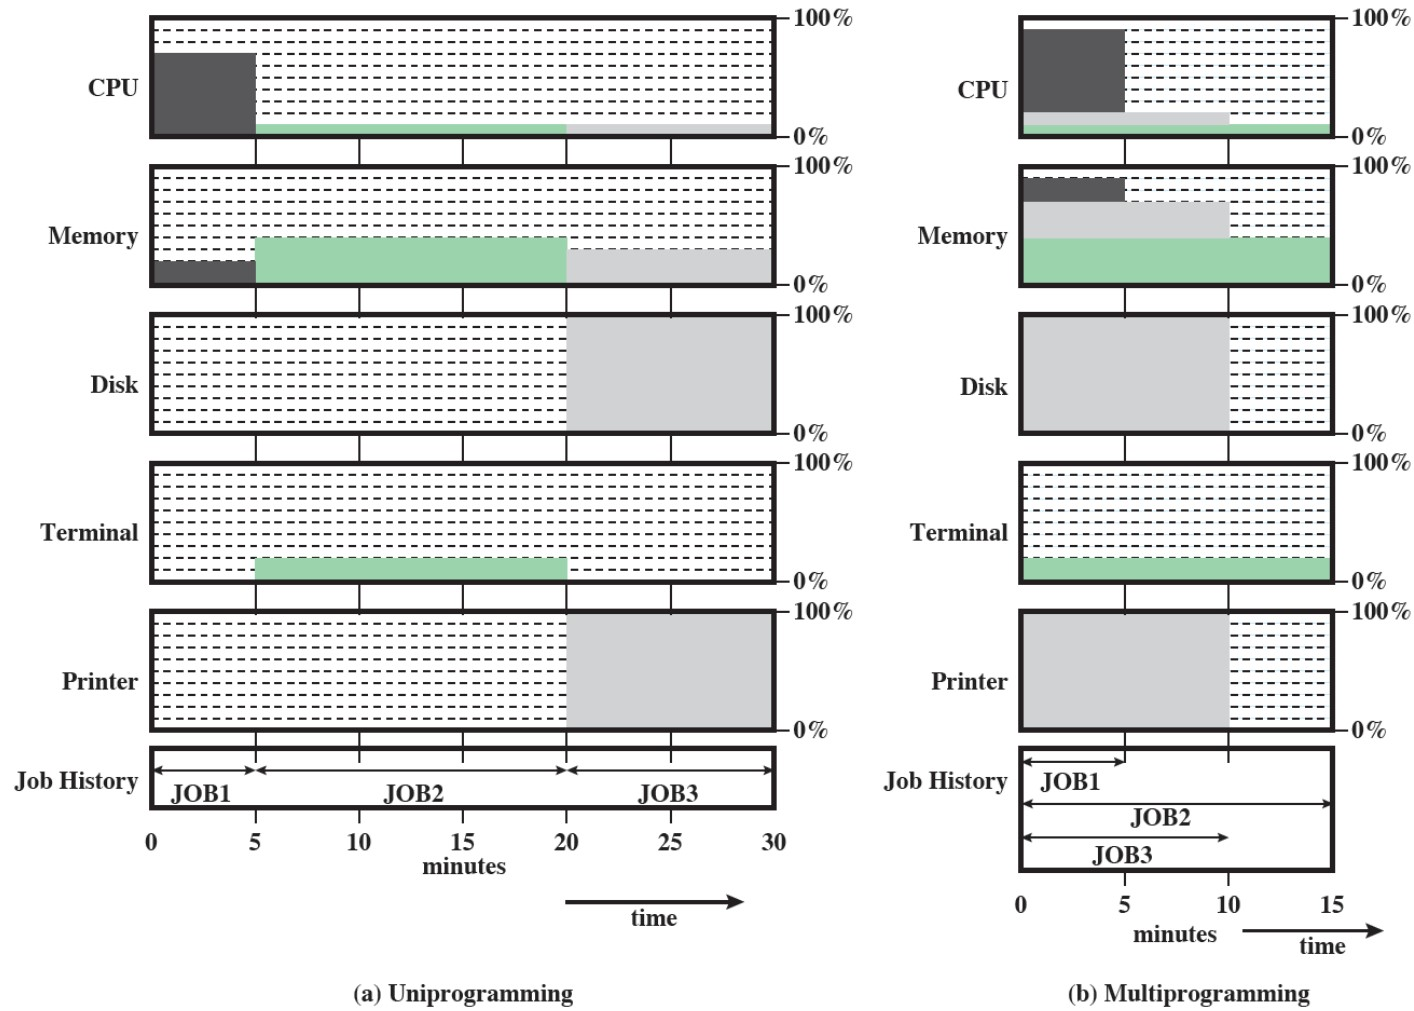 CPU
100%
0%
Memory
100%
0%
Disk
100%
0%
Terminal
100%
0%
Printer
100%
0%
Job History
JOB1 JOB2 JOB3
0 5 10 15 20 25 30
minutes
time
(a) Uniprogramming
CPU
100%
0%
Memory
100%
0%
Disk
100%
0%
Terminal
100%
0%
Printer
100%
0%
Job History
JOB1
JOB2
JOB3
0 5 10 15
minutes
time
(b) Multiprogramming